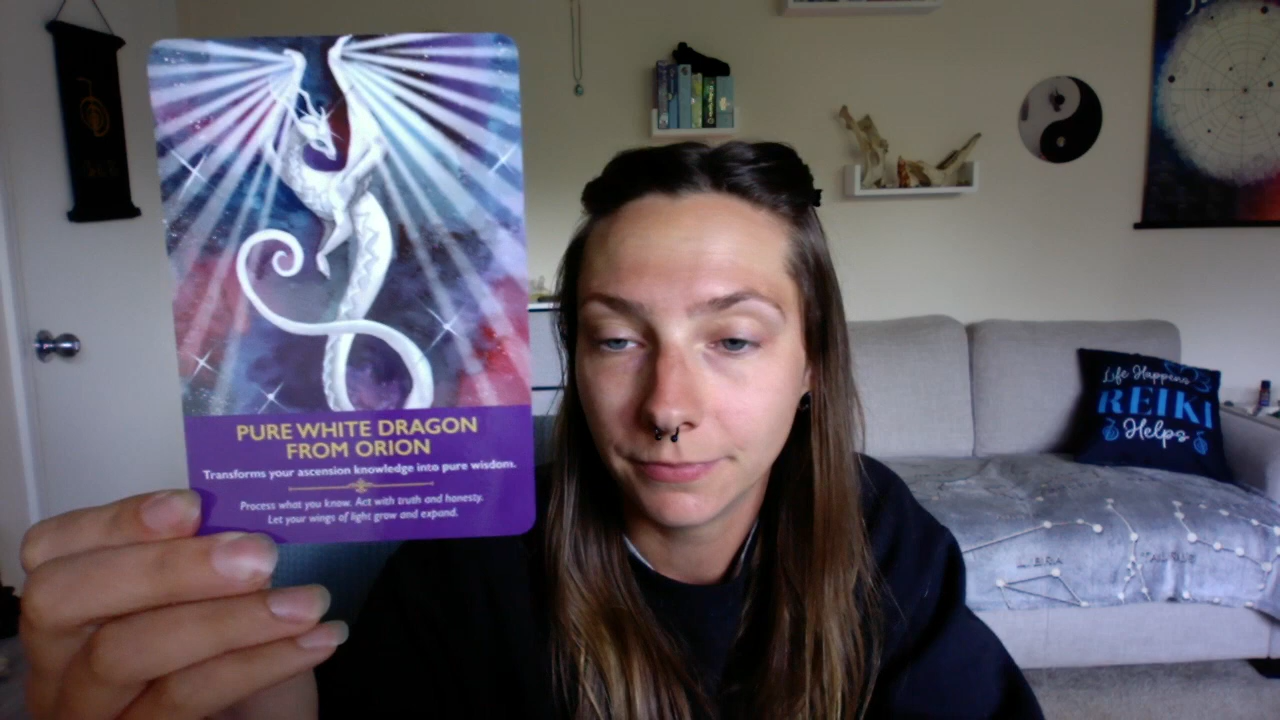 PURE WHITE DRAGON
FROM ORION
Transforms your ascension knowledge into pure wisdom.
Process what you know. Act with truth and honesty.
Let your wings of light grow and expand.
Life Happens
REIKI
Helps
LIBRA
TAURUS